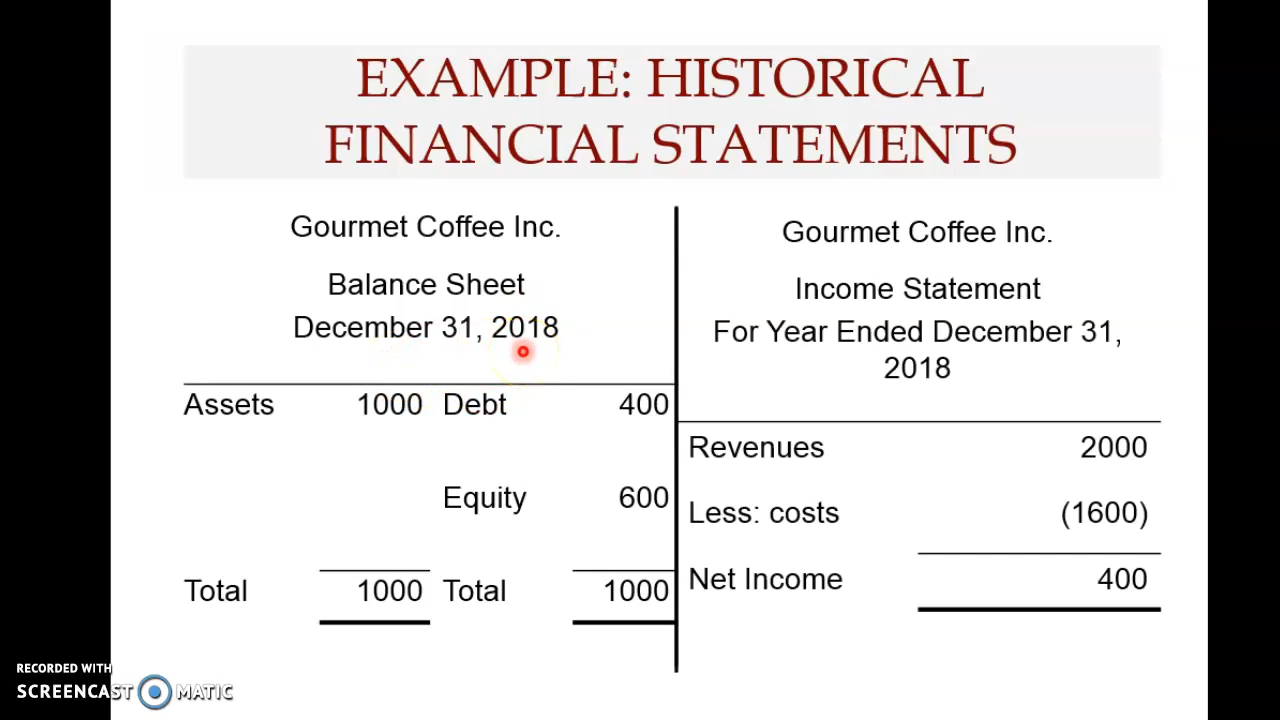 EXAMPLE: HISTORICAL
FINANCIAL STATEMENTS
Gourmet Coffee Inc.
Balance Sheet
December 31, 2018
Assets 1000 Debt 400
Equity 600
Total 1000 Total 1000
Gourmet Coffee Inc.
Income Statement
For Year Ended December 31,
2018
Revenues 2000
Less: costs (1600)
Net Income 400
RECORDED WITH
SCREENCAST MATIC